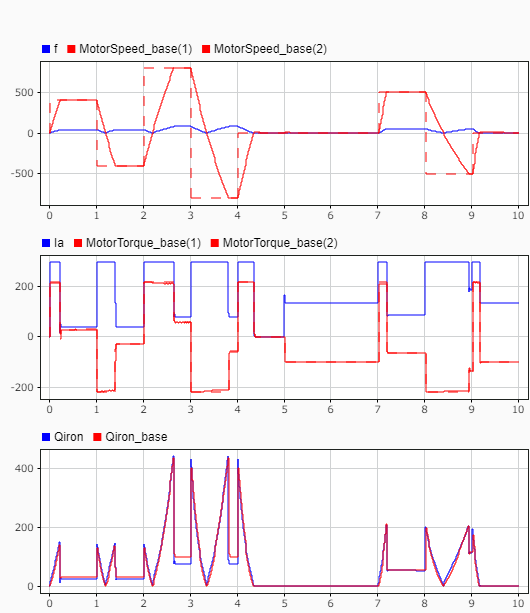 f MotorSpeed_base(1) MotorSpeed_base(2)
500
0
-500
0 1 2 3 4 5 6 7 8 9 10
Ia MotorTorque_base(1) MotorTorque_base(2)
200
0
-200
0 1 2 3 4 5 6 7 8 9 10
Qiron Qiron_base
400
200
0
0 1 2 3 4 5 6 7 8 9 10